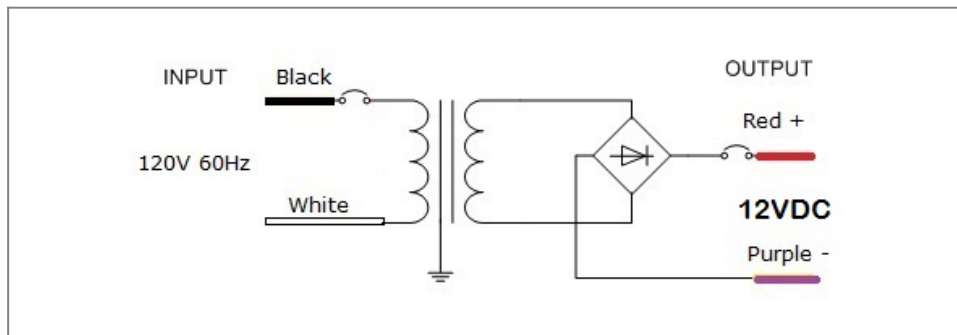 INPUT
Black
OUTPUT
Red +
120V 60Hz
White
12VDC
Purple -